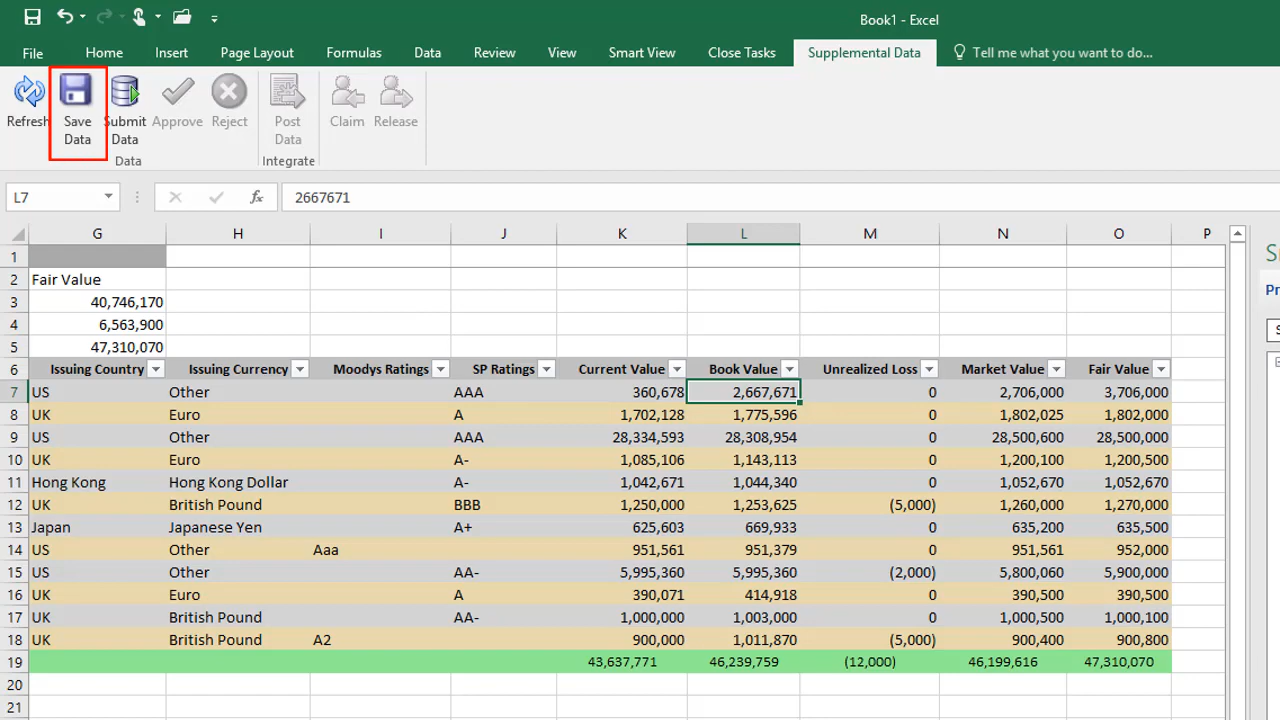 Book1 - Excel
File Home Insert Page Layout Formulas Data Review View Smart View Close Tasks Supplemental Data Tell me what you want to do...
Refresh Save Data Submit Data Approve Reject Post Data Claim Release
Data Integrate
L7 fx 2667671
G H I J K L M N O P
1
2 Fair Value
3 40,746,170
4 6,563,900
5 47,310,070
6 Issuing Country Issuing Currency Moodys Ratings SP Ratings Current Value Book Value Unrealized Loss Market Value Fair Value
7 US Other AAA 360,678 2,667,671 0 2,706,000 3,706,000
8 UK Euro A 1,702,128 1,775,596 0 1,802,025 1,802,000
9 US Other AAA 28,334,593 28,308,954 0 28,500,600 28,500,000
10 UK Euro A- 1,085,106 1,143,113 0 1,200,100 1,200,500
11 Hong Kong Hong Kong Dollar A- 1,042,671 1,044,340 0 1,052,670 1,052,670
12 UK British Pound BBB 1,250,000 1,253,625 (5,000) 1,260,000 1,270,000
13 Japan Japanese Yen A+ 625,603 669,933 0 635,200 635,500
14 US Other Aaa 951,561 951,379 0 951,561 952,000
15 US Other AA- 5,995,360 5,995,360 (2,000) 5,800,060 5,900,000
16 UK Euro A 390,071 414,918 0 390,500 390,500
17 UK British Pound AA- 1,000,000 1,003,000 0 1,000,500 1,000,100
18 UK British Pound A2 900,000 1,011,870 (5,000) 900,400 900,800
19 43,637,771 46,239,759 (12,000) 46,199,616 47,310,070
20
21